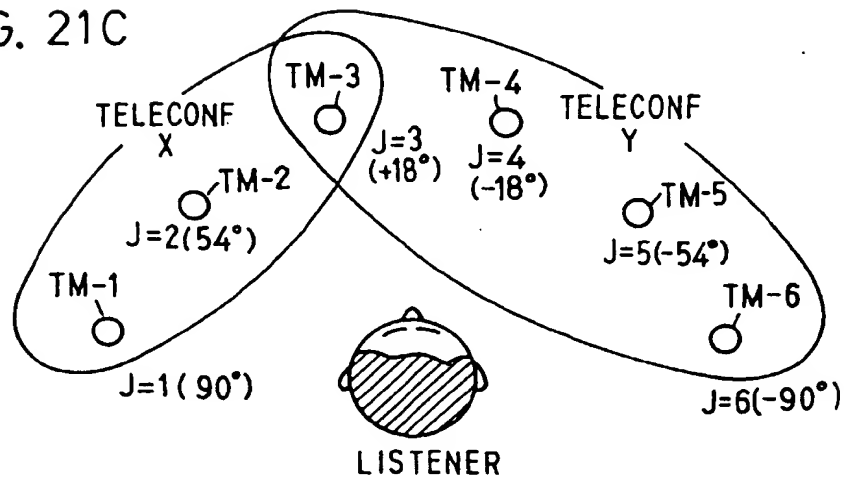 G. 21C
TM-3
TM-4
TELECONF
X
TELECONF
Y
J=3
(+18°)
J=4
(-18°)
TM-2
J=2(54°)
TM-5
J=5(-54°)
TM-1
J=1(90°)
TM-6
J=6(-90°)
LISTENER